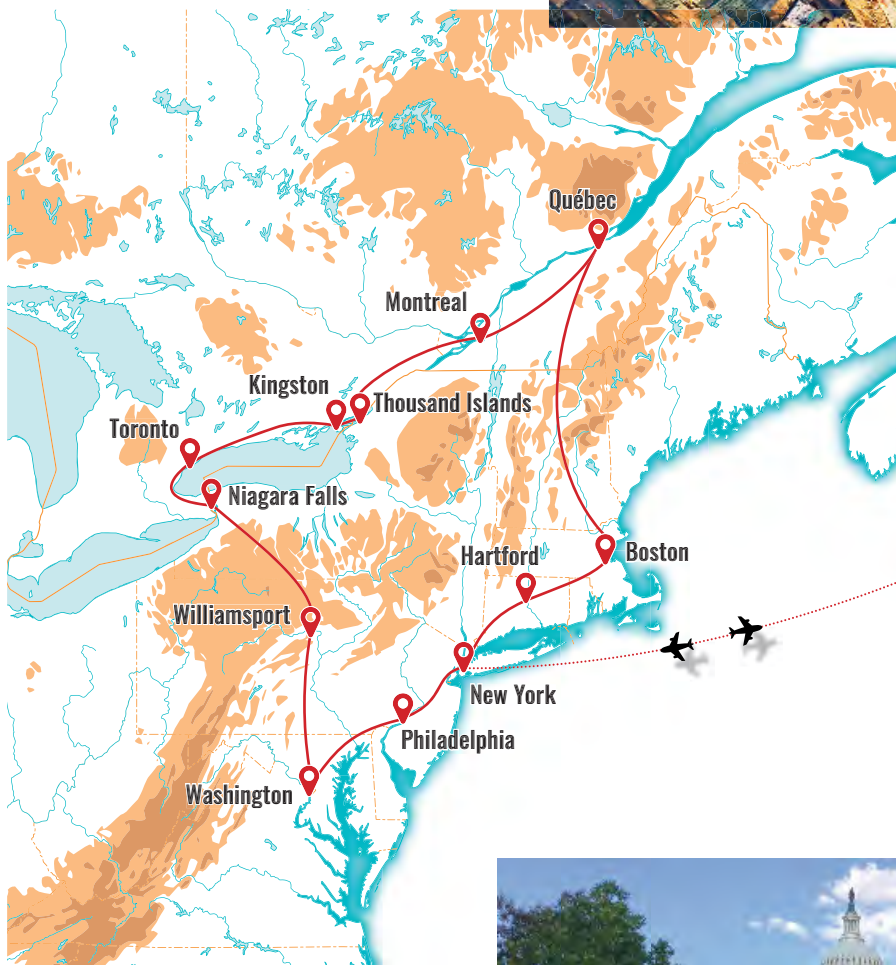 Québec
Montreal
Kingston
Thousand Islands
Toronto
Niagara Falls
Hartford
Boston
Williamsport
New York
Philadelphia
Washington